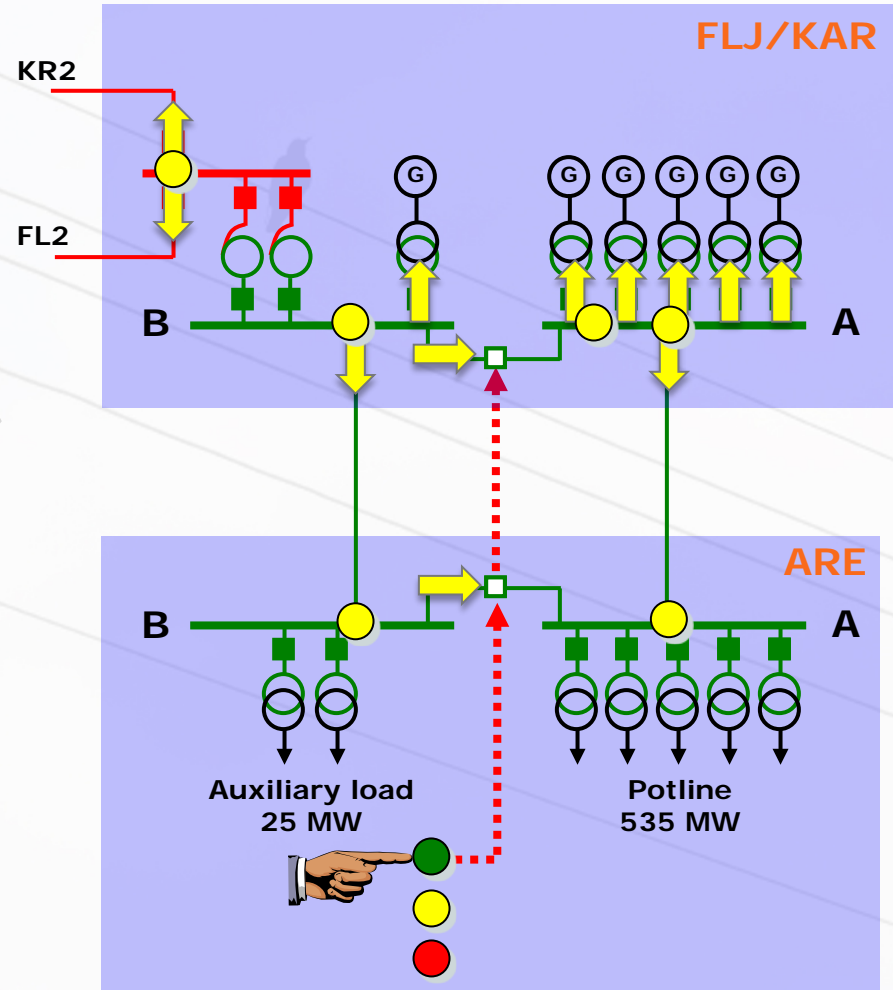 FLJ/KAR
KR2
G
G G G G G
FL2
B
A
ARE
B
A
Auxiliary load
25 MW
Potline
535 MW